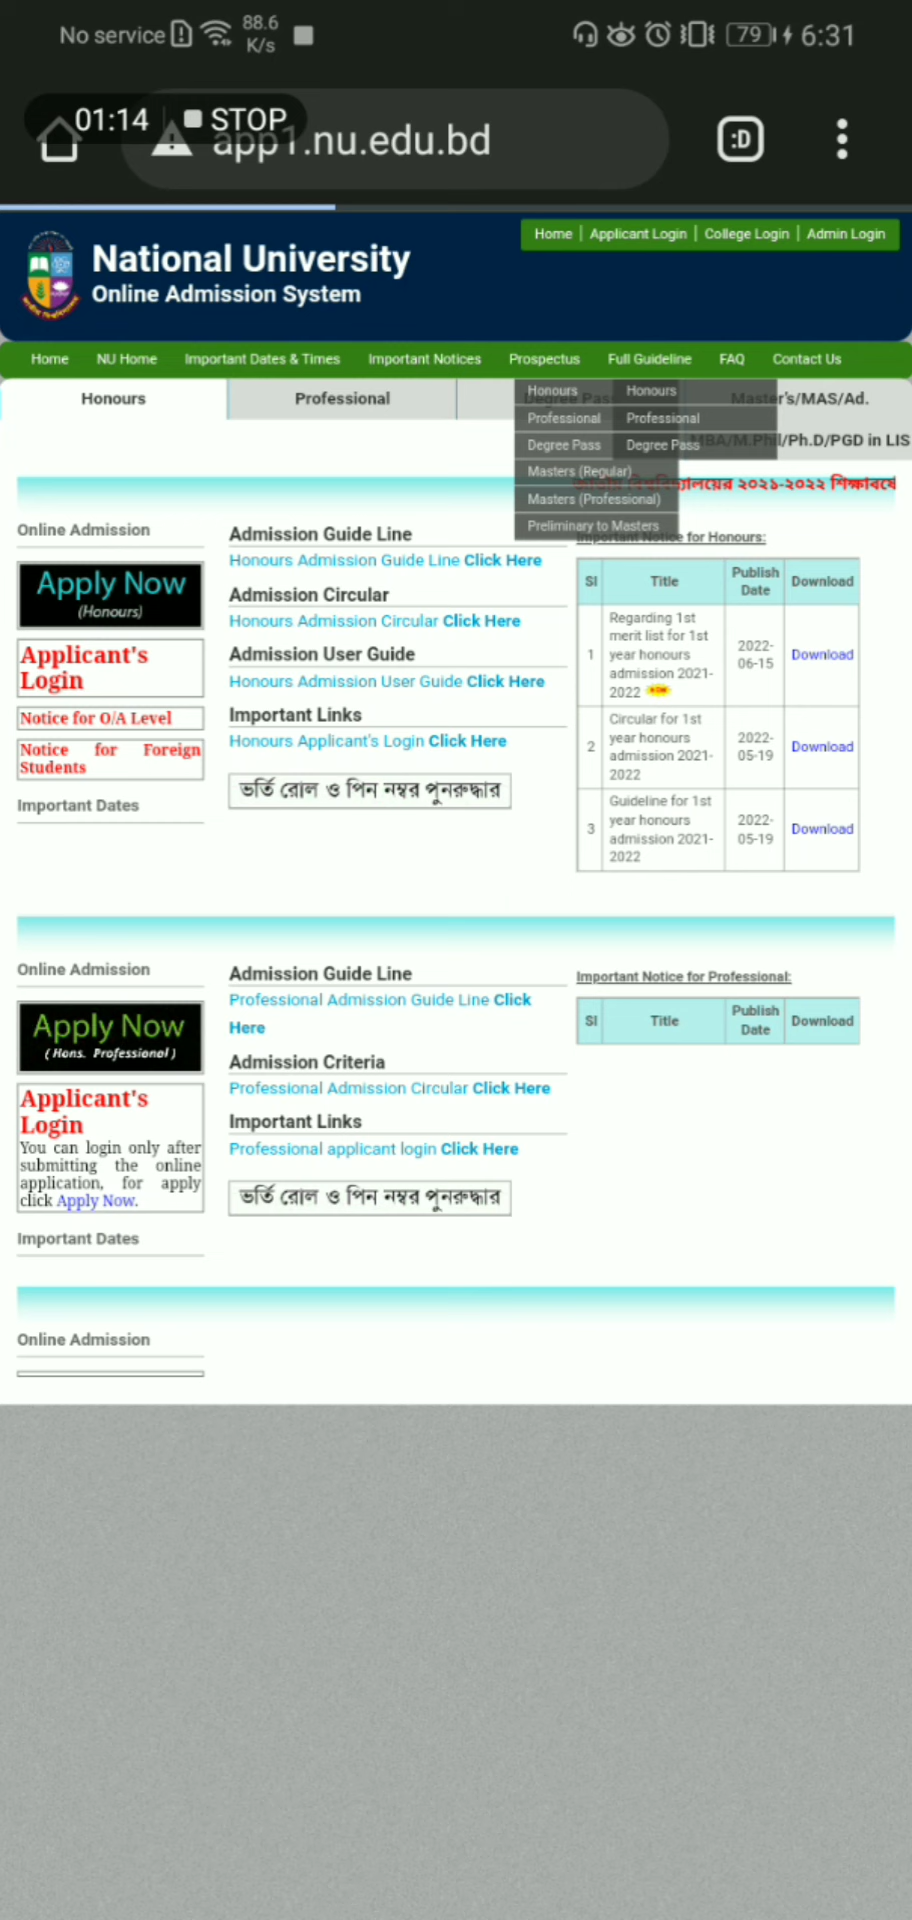 No service
88.6
K/s
79
6:31
01:14
STOP
:D
app1.nu.edu.bd
Home | Applicant Login | College Login | Admin Login
National University
Online Admission System
Home NU Home Important Dates & Times Important Notices Prospectus Full Guideline FAQ Contact Us
Honours Professional Degree Pass Master's/MAS/Ad.
MBA/M.Phil/Ph.D/PGD in LIS
Honours
Professional
Degree Pass
Masters (Regular)
Masters (Professional)
Preliminary to Masters
Honours
Professional
Degree Pass
বিশ্ববিদ্যালয়ের ২০২১-২০২২ শিক্ষাবর্ষে
Online Admission
Apply Now
(Honours)
Applicant's
Login
Notice for O/A Level
Notice for Foreign
Students
Important Dates
Admission Guide Line
Honours Admission Guide Line Click Here
Admission Circular
Honours Admission Circular Click Here
Admission User Guide
Honours Admission User Guide Click Here
Important Links
Honours Applicant's Login Click Here
ভর্তি রোল ও পিন নম্বর পুনরুদ্ধার
Important Notice for Honours:
Sl Title Publish Date Download
1 Regarding 1st merit list for 1st year honours admission 2021-2022 2022-06-15 Download
2 Circular for 1st year honours admission 2021-2022 2022-05-19 Download
3 Guideline for 1st year honours admission 2021-2022 2022-05-19 Download
Online Admission
Apply Now
( Hons. Professional )
Applicant's
Login
You can login only after
submitting the online
application, for apply
click Apply Now.
Important Dates
Admission Guide Line
Professional Admission Guide Line Click
Here
Admission Criteria
Professional Admission Circular Click Here
Important Links
Professional applicant login Click Here
ভর্তি রোল ও পিন নম্বর পুনরুদ্ধার
Important Notice for Professional:
Sl Title Publish Date Download
Online Admission